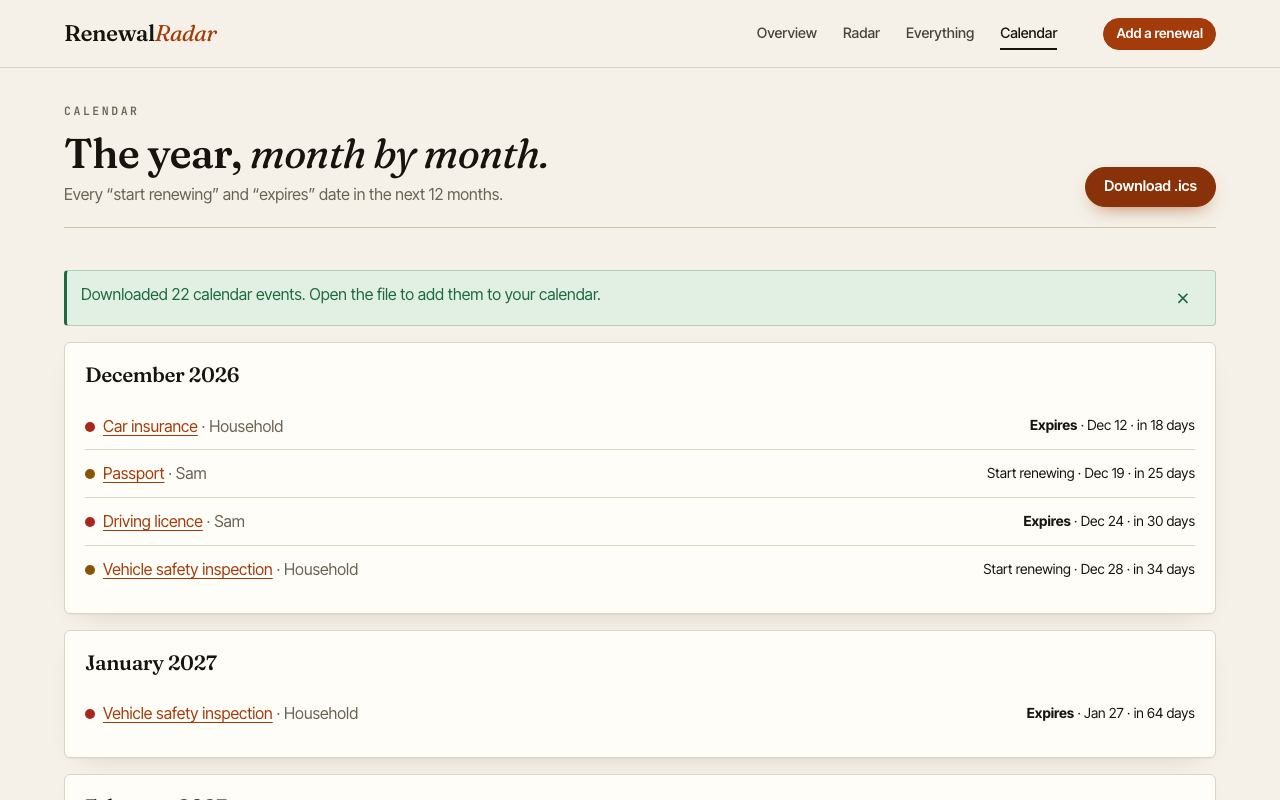 RenewalRadar
Overview Radar Everything Calendar Add a renewal
CALENDAR
The year, month by month.
Every “start renewing” and “expires” date in the next 12 months.
Download .ics
Downloaded 22 calendar events. Open the file to add them to your calendar.
×
December 2026
Car insurance · Household Expires · Dec 12 · in 18 days
Passport · Sam Start renewing · Dec 19 · in 25 days
Driving licence · Sam Expires · Dec 24 · in 30 days
Vehicle safety inspection · Household Start renewing · Dec 28 · in 34 days
January 2027
Vehicle safety inspection · Household Expires · Jan 27 · in 64 days